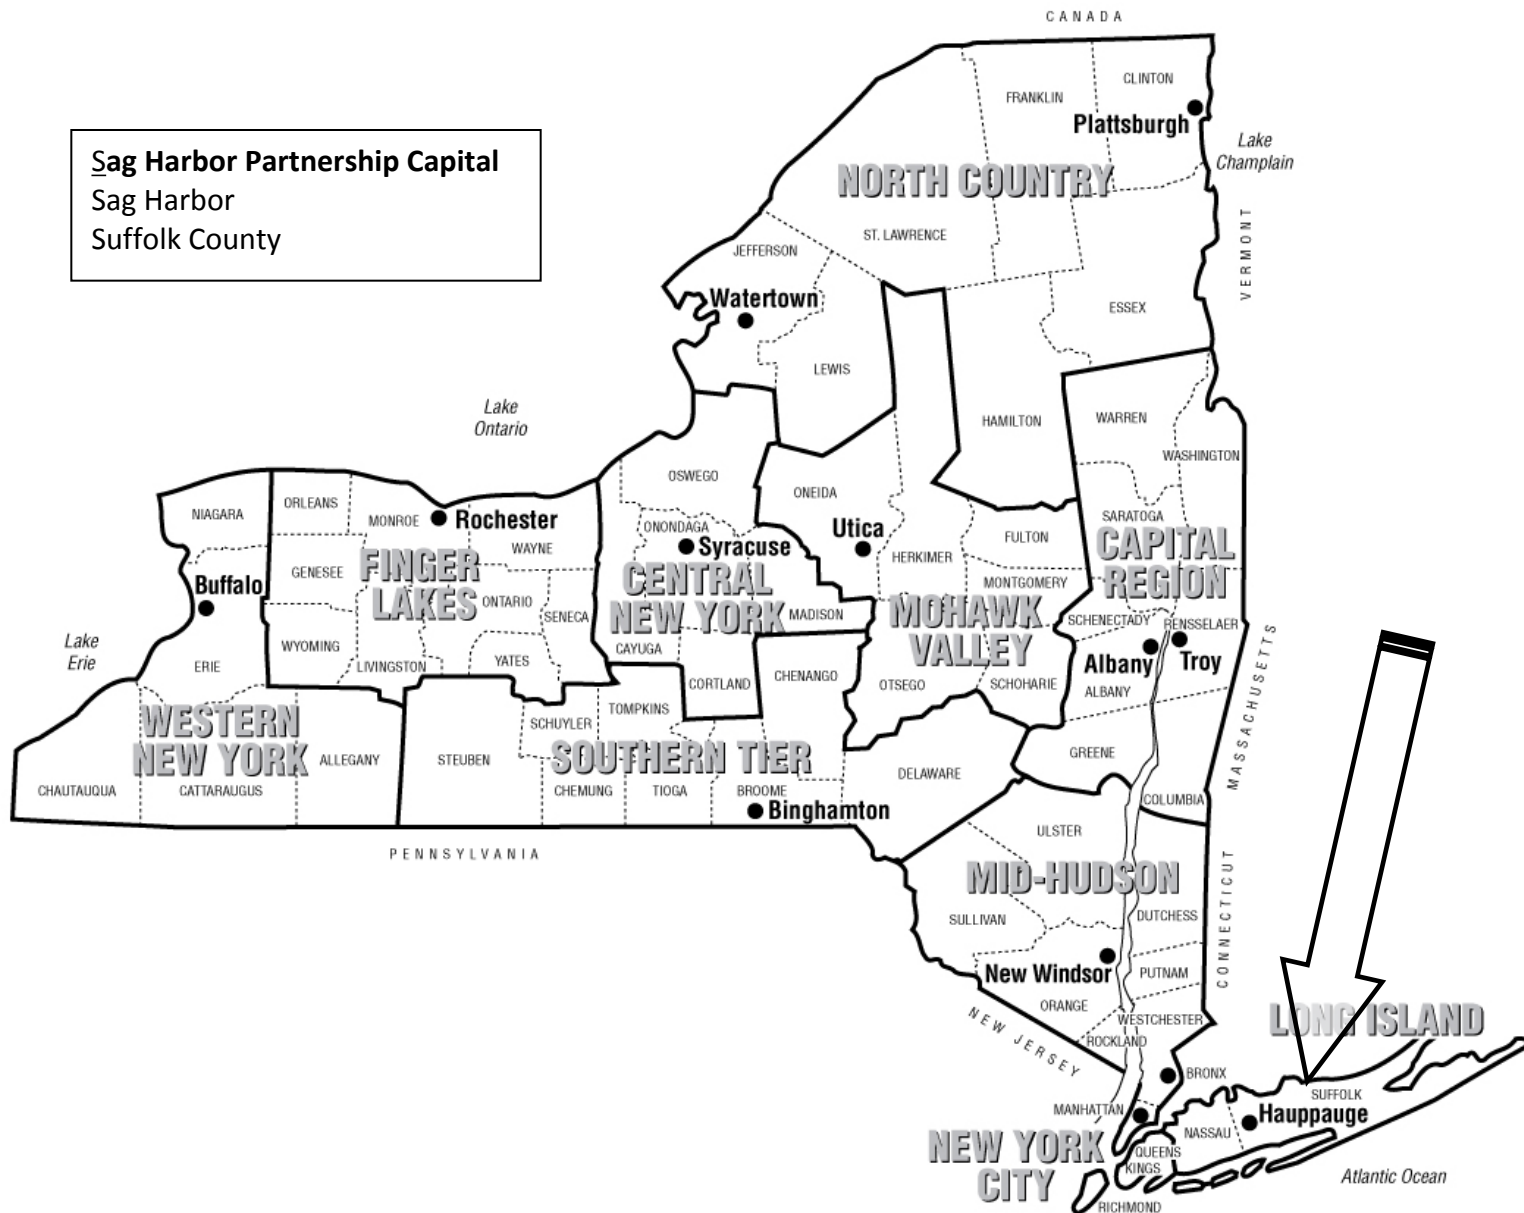 CANADA
Sag Harbor Partnership Capital
Sag Harbor
Suffolk County
CLINTON
FRANKLIN
Plattsburgh
Lake
Champlain
NORTH COUNTRY
ST. LAWRENCE
VERMONT
JEFFERSON
Watertown
ESSEX
LEWIS
Lake
Ontario
HAMILTON
WARREN
WASHINGTON
OSWEGO
ONEIDA
NIAGARA
ORLEANS
MONROE
Rochester
WAYNE
ONONDAGA
Syracuse
Utica
HERKIMER
FULTON
SARATOGA
CAPITAL
REGION
GENESEE
FINGER
LAKES
ONTARIO
SENECA
CENTRAL
NEW YORK
MADISON
MONTGOMERY
MOHAWK
VALLEY
SCHENECTADY
RENSSELAER
Buffalo
Lake
Erie
ERIE
WYOMING
LIVINGSTON
YATES
CAYUGA
CORTLAND
CHENANGO
OTSEGO
SCHOHARIE
Albany
ALBANY
Troy
MASSACHUSETTS
WESTERN
NEW YORK
CHAUTAUQUA
CATTARAUGUS
ALLEGANY
STEUBEN
SCHUYLER
TOMPKINS
SOUTHERN TIER
CHEMUNG
TIOGA
BROOME
Binghamton
DELAWARE
GREENE
COLUMBIA
PENNSYLVANIA
ULSTER
MID-HUDSON
SULLIVAN
DUTCHESS
CONNECTICUT
New Windsor
PUTNAM
ORANGE
WESTCHESTER
ROCKLAND
NEW JERSEY
LONG ISLAND
BRONX
SUFFOLK
MANHATTAN
Hauppauge
NASSAU
NEW YORK
CITY
QUEENS
KINGS
RICHMOND
Atlantic Ocean